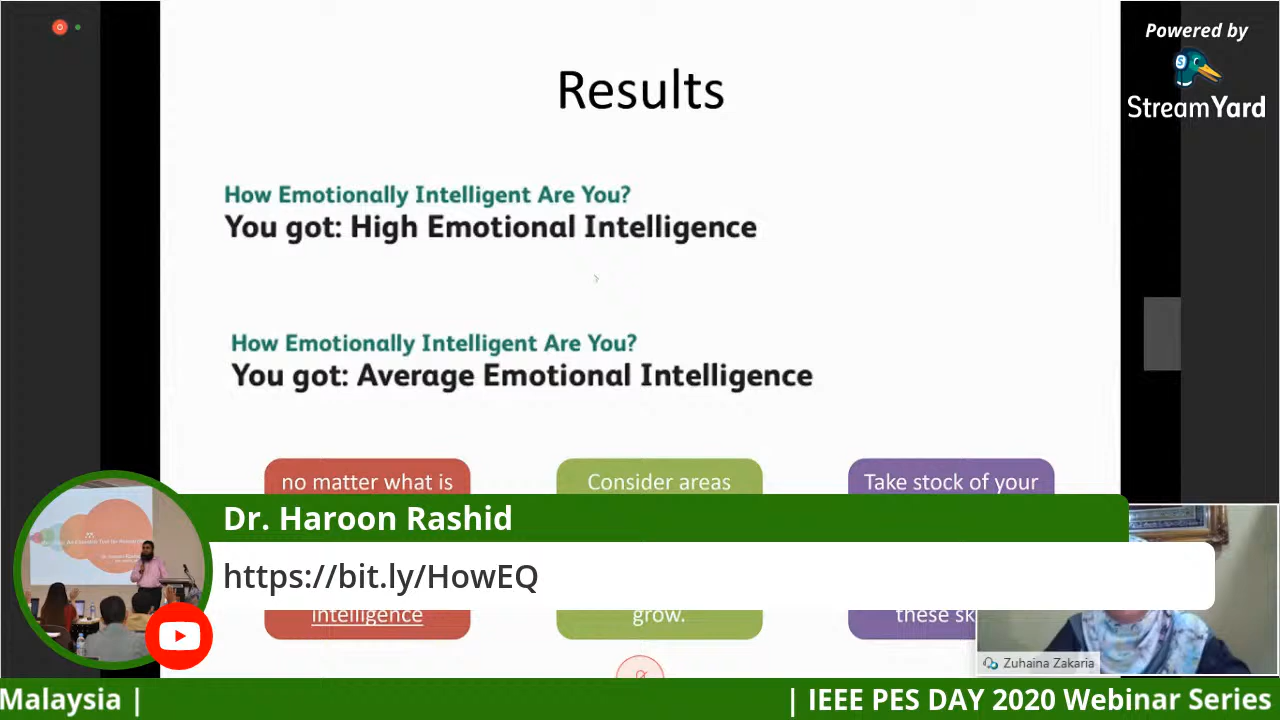 Powered by
StreamYard
Results
How Emotionally Intelligent Are You?
You got: High Emotional Intelligence
How Emotionally Intelligent Are You?
You got: Average Emotional Intelligence
no matter what is
Consider areas
Take stock of your
Dr. Haroon Rashid
https://bit.ly/HowEQ
intelligence
grow.
these sk
Zuhaina Zakaria
Malaysia |
| IEEE PES DAY 2020 Webinar Series